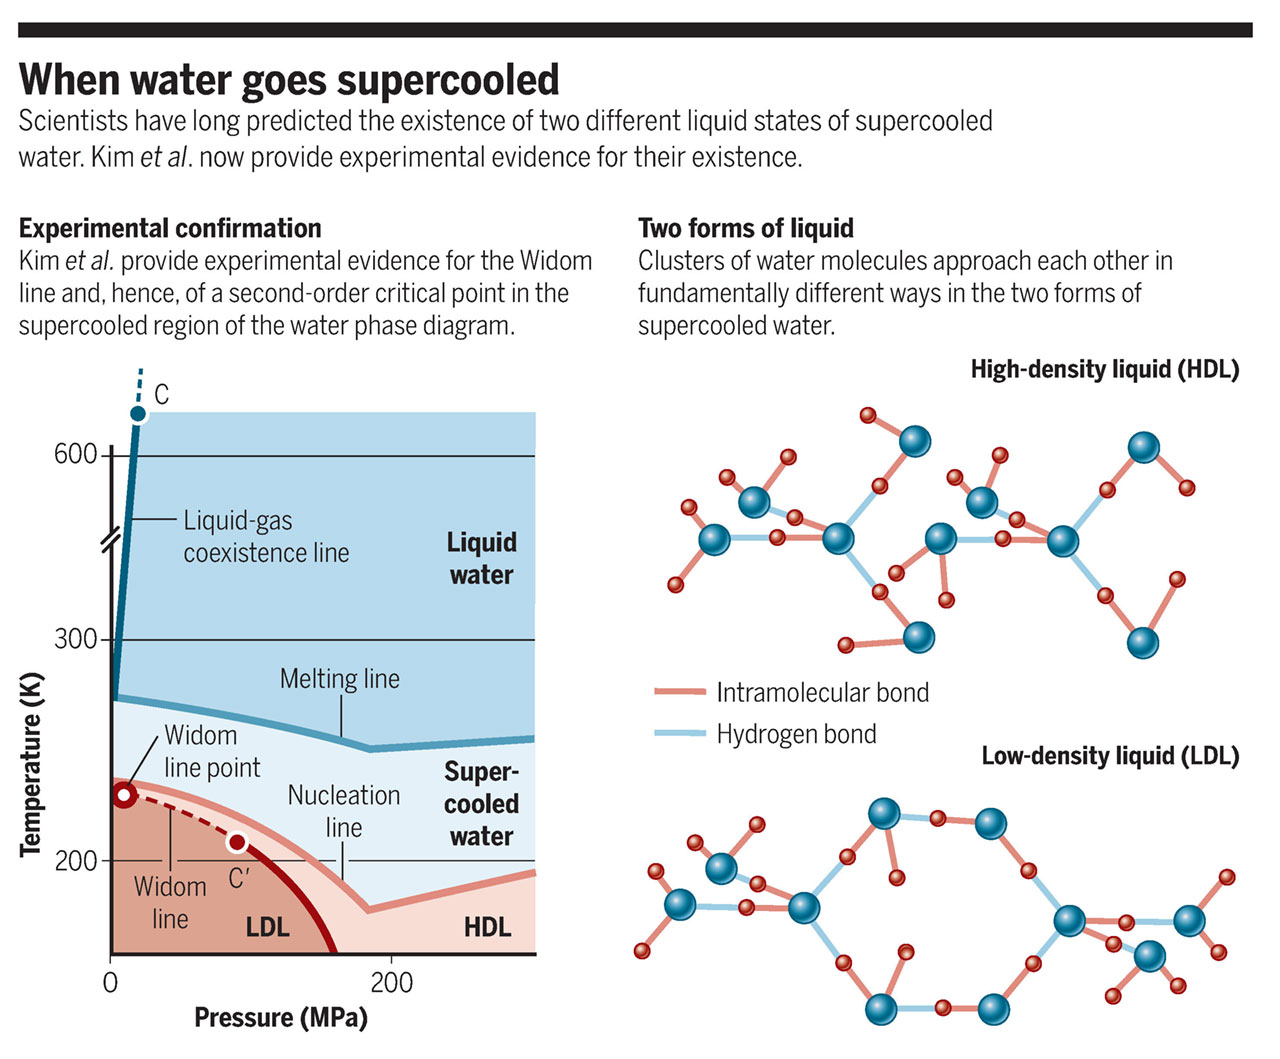 When water goes supercooled
Scientists have long predicted the existence of two different liquid states of supercooled
water. Kim et al. now provide experimental evidence for their existence.
Experimental confirmation
Kim et al. provide experimental evidence for the Widom
line and, hence, of a second-order critical point in the
supercooled region of the water phase diagram.
C
600
Liquid-gas
coexistence line
Liquid
water
300
Melting line
Widom
line point
Nucleation
line
Super-
cooled
water
200
C′
Widom
line
LDL
HDL
0
200
Temperature (K)
Pressure (MPa)
Two forms of liquid
Clusters of water molecules approach each other in
fundamentally different ways in the two forms of
supercooled water.
High-density liquid (HDL)
Intramolecular bond
Hydrogen bond
Low-density liquid (LDL)